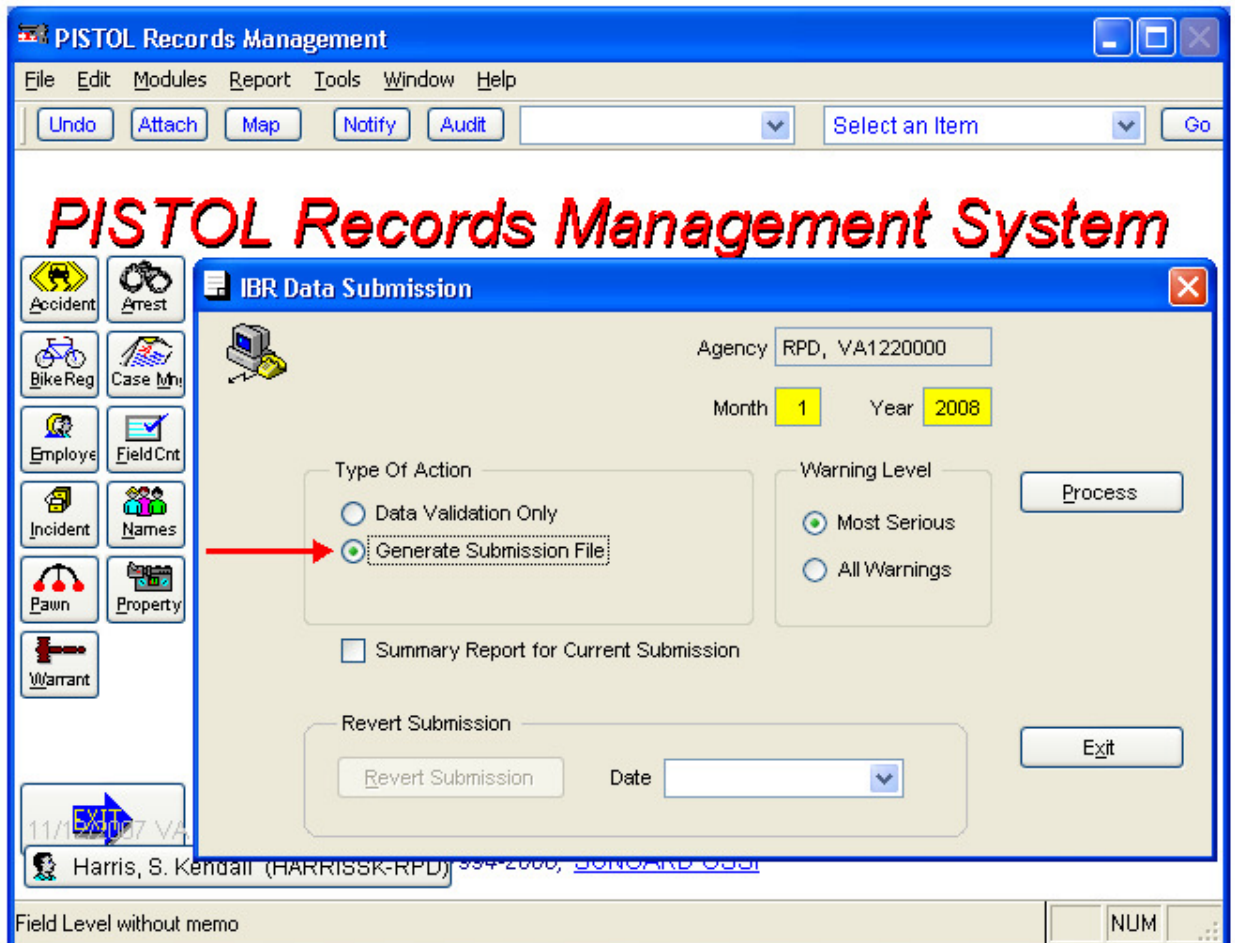 PISTOL Records Management
File Edit Modules Report Tools Window Help
Undo Attach Map Notify Audit Select an Item Go
PISTOL Records Management System
Accident Arrest
BikeReg Case Mn
Employe FieldCnt
Incident Names
Pawn Property
Warrant
IBR Data Submission
Agency RPD, VA1220000
Month 1 Year 2008
Type Of Action
Data Validation Only
Generate Submission File
Warning Level
Most Serious
All Warnings
Process
Summary Report for Current Submission
Revert Submission
Revert Submission Date
Exit
EXIT
VA
Harris, S. Kendall (HARRISSK-RPD)
Field Level without memo NUM